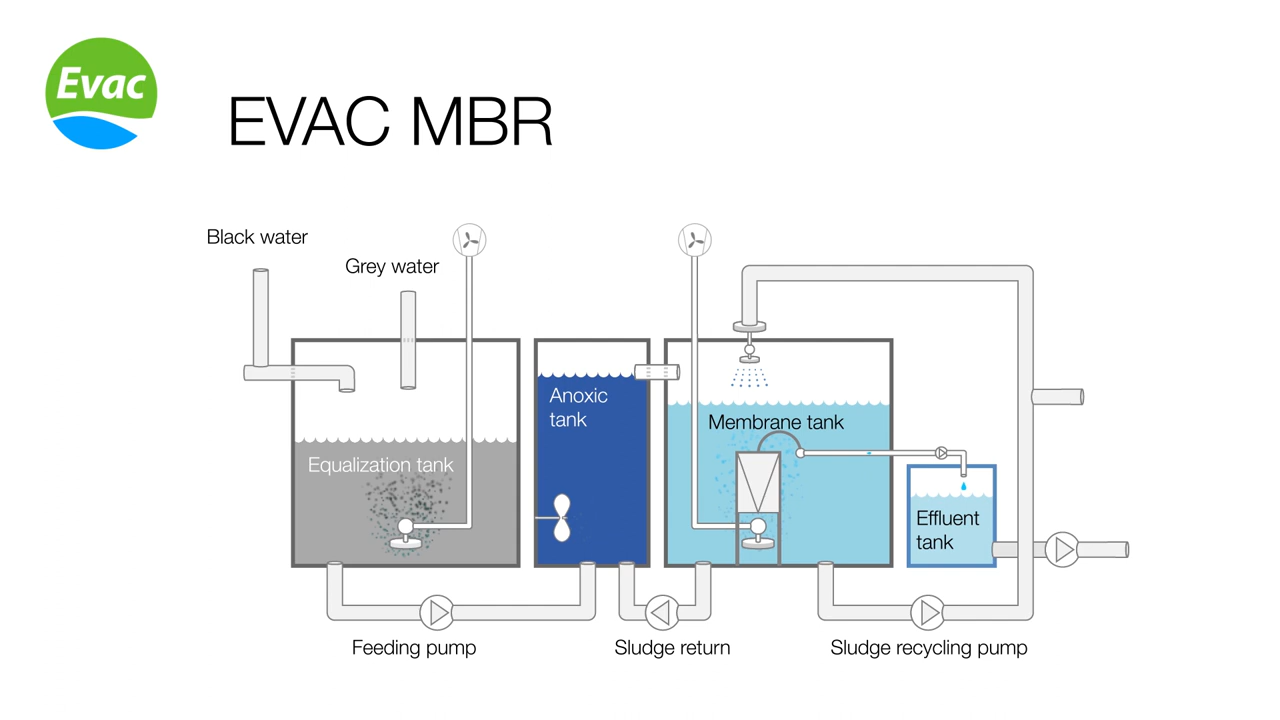 Evac
EVAC MBR
Black water
Grey water
Anoxic
tank
Membrane tank
Equalization tank
Effluent
tank
Feeding pump
Sludge return
Sludge recycling pump